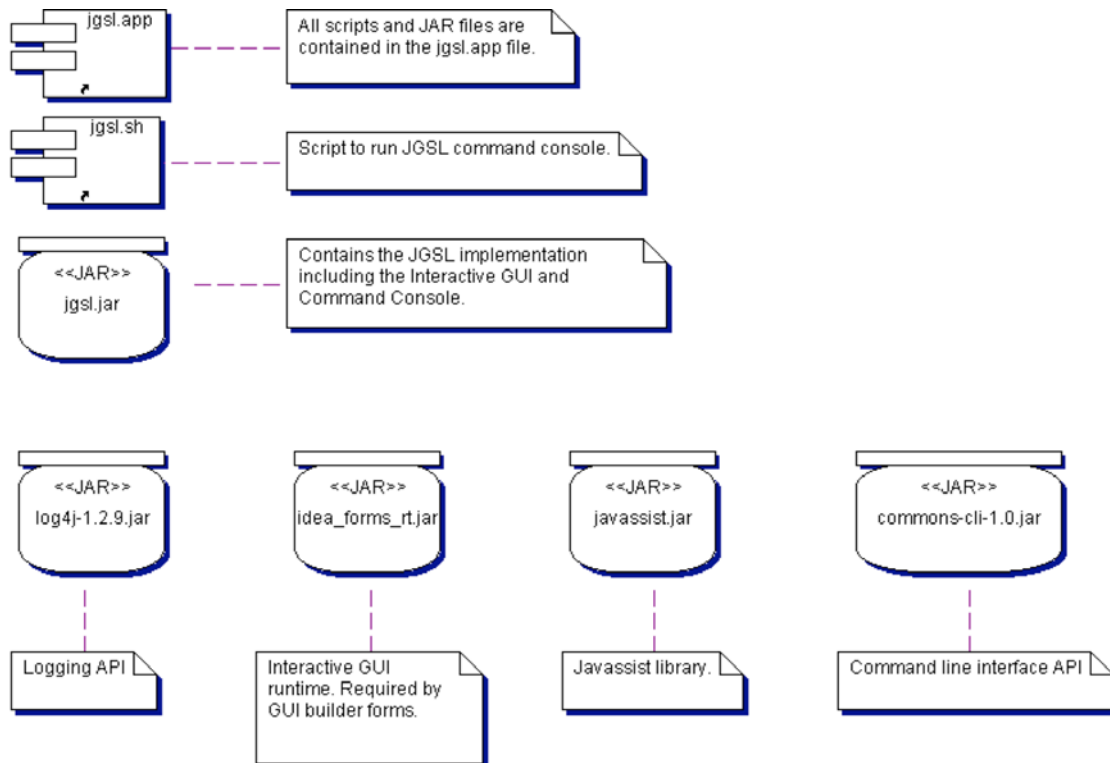 jgsl.app
All scripts and JAR files are
contained in the jgsl.app file.
jgsl.sh
Script to run JGSL command console.
<<JAR>>
jgsl.jar
Contains the JGSL implementation
including the Interactive GUI and
Command Console.
<<JAR>>
log4j-1.2.9.jar
<<JAR>>
idea_forms_rt.jar
<<JAR>>
javassist.jar
<<JAR>>
commons-cli-1.0.jar
Logging API
Interactive GUI
runtime. Required by
GUI builder forms.
Javassist library.
Command line interface API